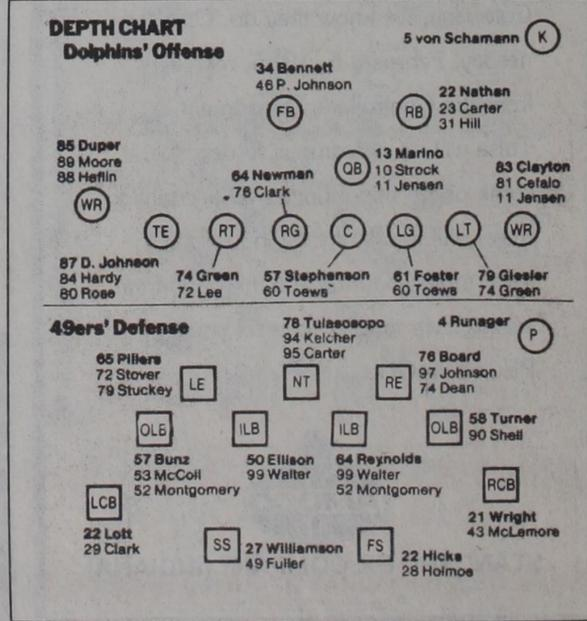 DEPTH CHART
Dolphins' Offense
5 von Schamann
K
34 Bennett
46 P. Johnson
FB
22 Nathan
23 Carter
31 Hill
RB
85 Duper
89 Moore
88 Heflin
WR
13 Marino
10 Strock
11 Jensen
QB
64 Newman
76 Clark
83 Clayton
81 Cefalo
11 Jensen
TE
RT
RG
C
LG
LT
WR
87 D. Johnson
84 Hardy
80 Rose
74 Green
72 Lee
57 Stephenson
60 Toews
61 Foster
60 Toews
79 Giesler
74 Green
49ers' Defense
78 Tuiasosopo
94 Kelcher
95 Carter
4 Runager
P
65 Pillers
72 Stover
79 Stuckey
LE
NT
RE
76 Board
97 Johnson
74 Dean
OLB
ILB
ILB
OLB
58 Turner
90 Shell
57 Bunz
53 McColl
52 Montgomery
50 Ellison
99 Walter
64 Reynolds
99 Walter
52 Montgomery
LCB
RCB
22 Lott
29 Clark
21 Wright
43 McLemore
SS
27 Williamson
49 Fuller
FS
22 Hicks
28 Holmoe